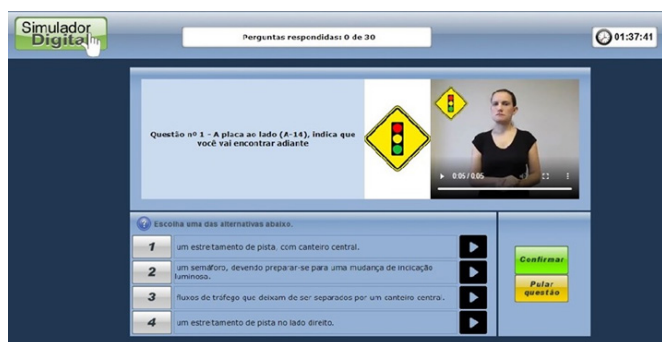 Simulador
Digital
Perguntas respondidas: 0 de 30
01:37:41
Questão nº 1 - A placa ao lado (A-14), indica que
você vai encontrar adiante
0:05 / 0:05
Escolha uma das alternativas abaixo.
1
um estreitamento de pista, com canteiro central.
2
um semáforo, devendo preparar-se para uma mudança de indicação
luminosa.
3
fluxos de tráfego que deixam de ser separados por um canteiro central.
4
um estreitamento de pista no lado direito.
Confirmar
Pular
questão